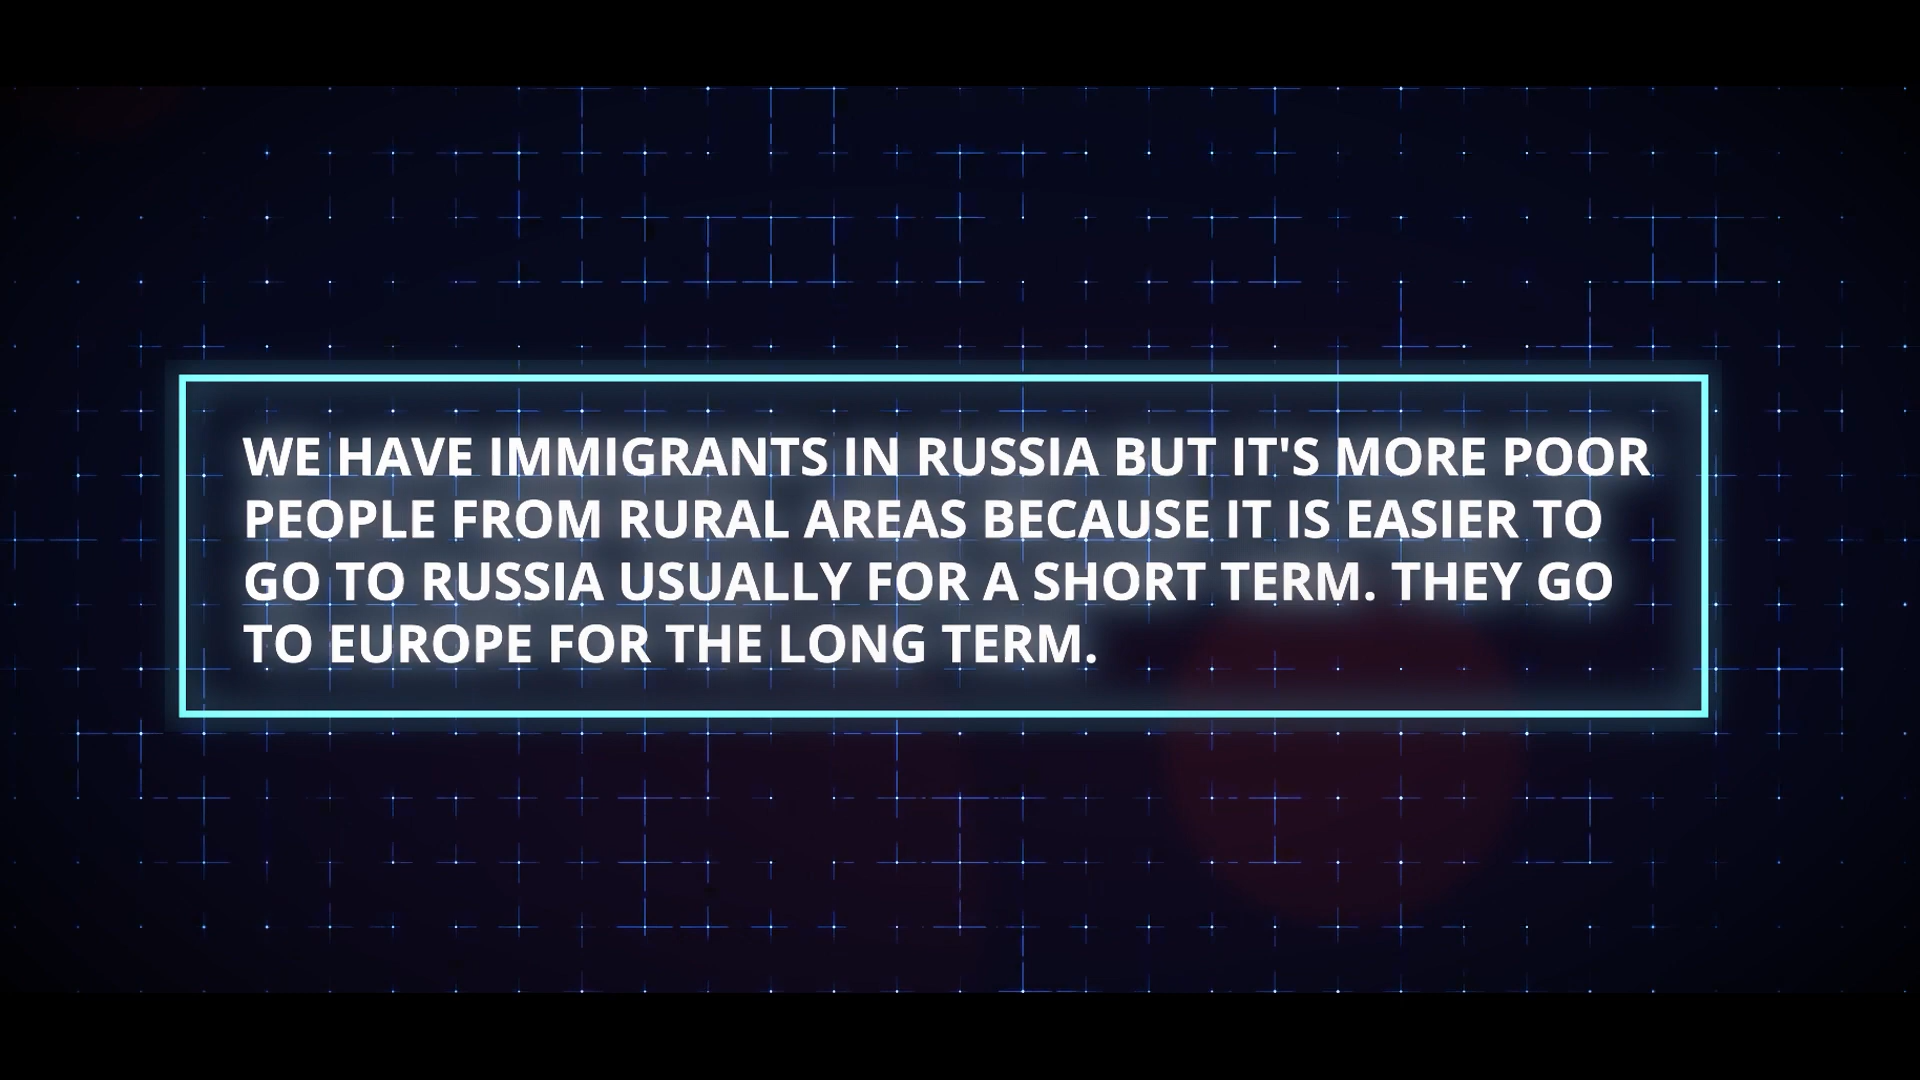 WE HAVE IMMIGRANTS IN RUSSIA BUT IT'S MORE POOR
PEOPLE FROM RURAL AREAS BECAUSE IT IS EASIER TO
GO TO RUSSIA USUALLY FOR A SHORT TERM. THEY GO
TO EUROPE FOR THE LONG TERM.